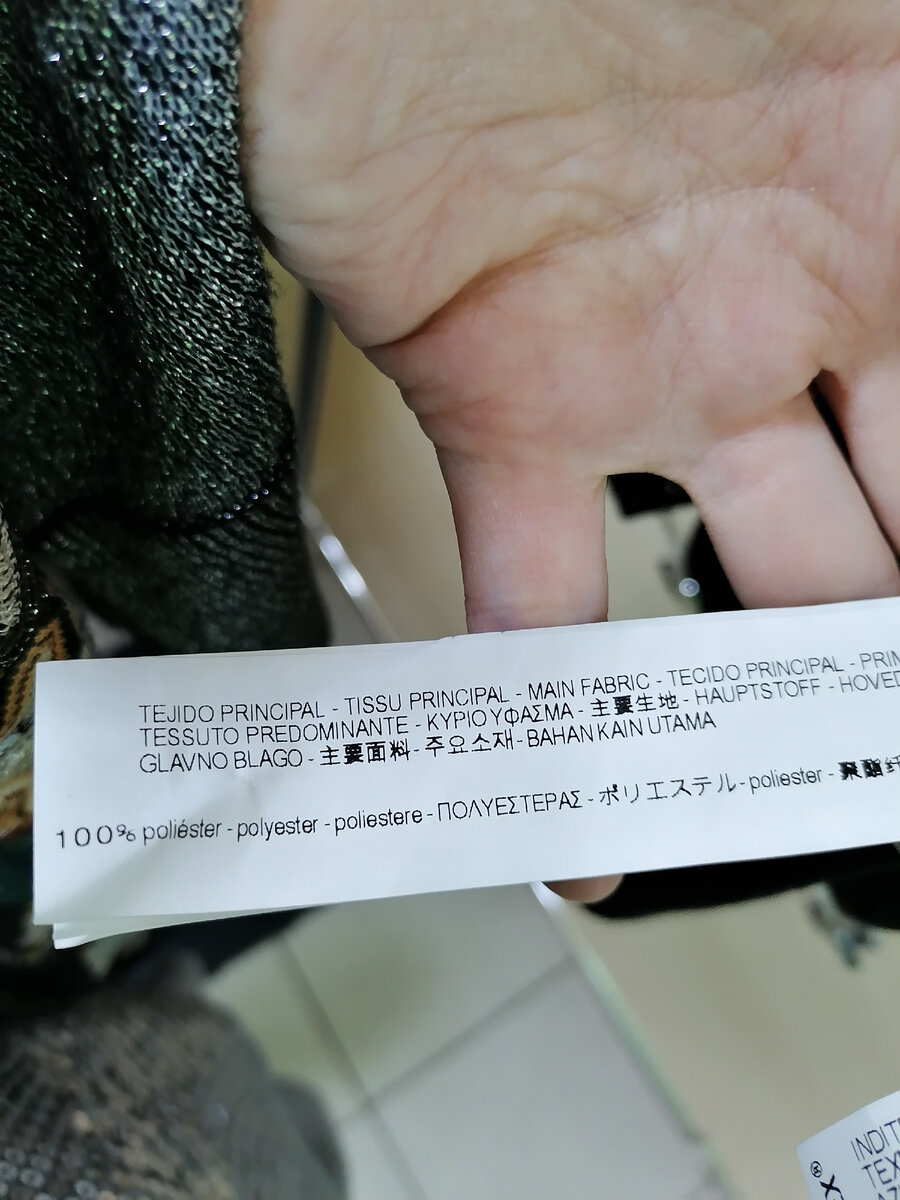 TEJIDO PRINCIPAL - TISSU PRINCIPAL - MAIN FABRIC - TECIDO PRINCIPAL -
TESSUTO PREDOMINANTE - ΚΥΡΙΟ ΥΦΑΣΜΑ - 主要生地 - HAUPTSTOFF -
GLAVNO BLAGO - 主要面料 - 주요소재 - BAHAN KAIN UTAMA
100% poliéster - polyester - poliestere - ΠΟΛΥΕΣΤΕΡΑΣ - ポリエステル - poliester -